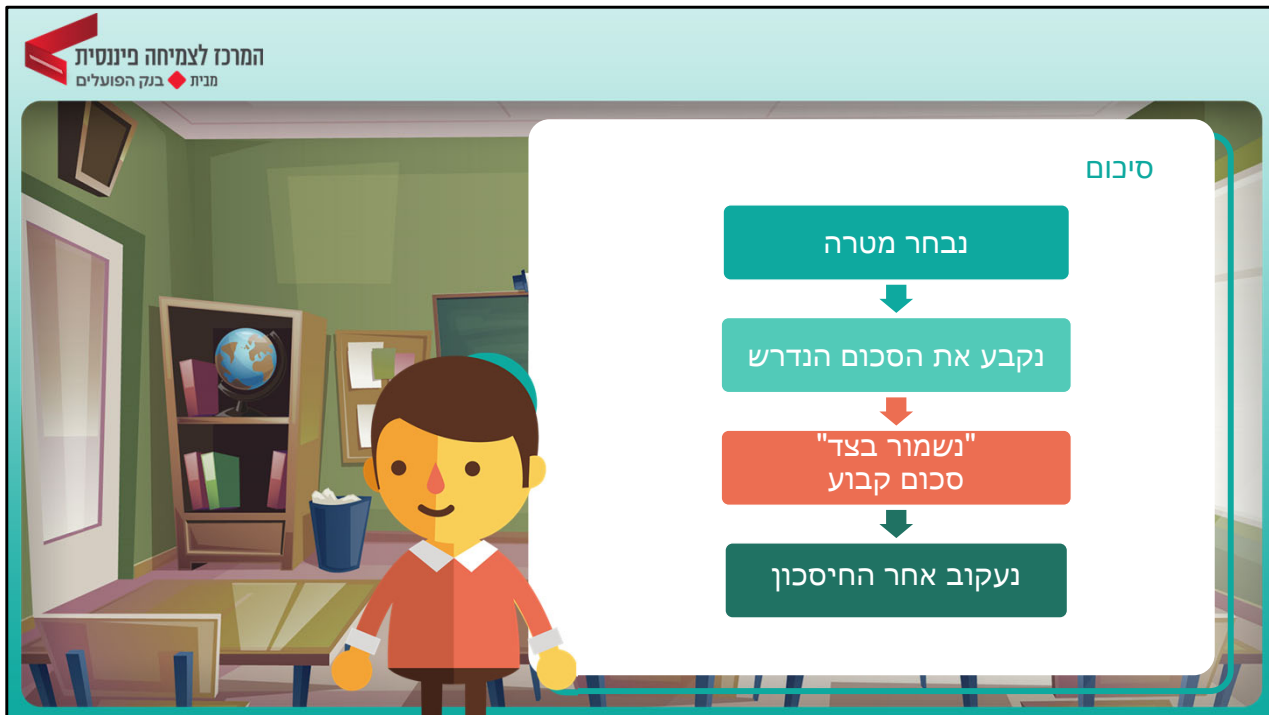 המרכז לצמיחה פיננסית
מבית בנק הפועלים
סיכום
נבחר מטרה
נקבע את הסכום הנדרש
"נשמור בצד"
סכום קבוע
נעקוב אחר החיסכון